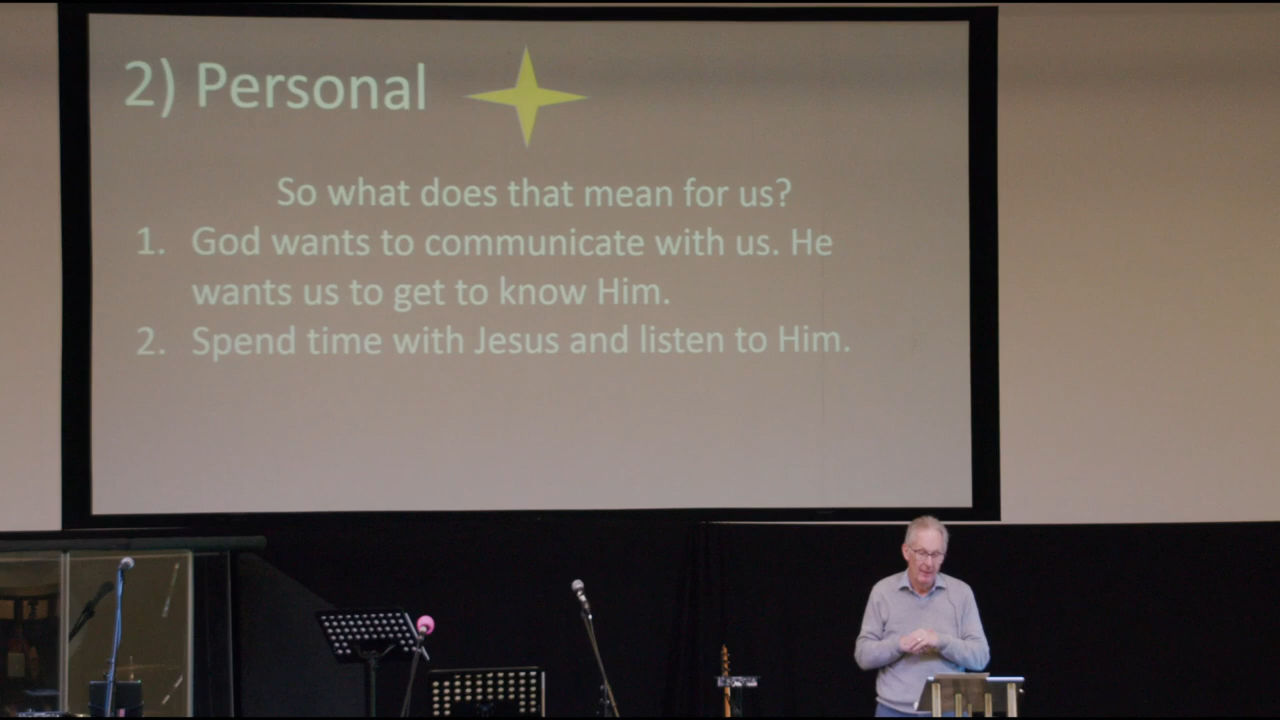 2) Personal
So what does that mean for us?
1. God wants to communicate with us. He
wants us to get to know Him.
2. Spend time with Jesus and listen to Him.